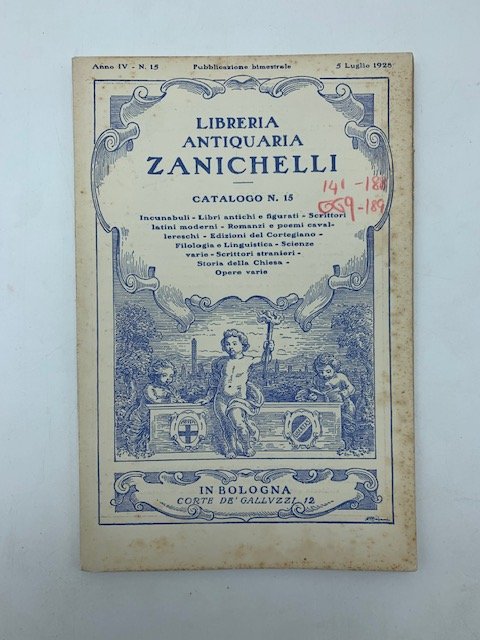 Anno IV - N. 15 Pubblicazione bimestrale 5 Luglio 1928
LIBRERIA
ANTIQUARIA
ZANICHELLI
CATALOGO N. 15
141 - 188
Incunabuli - Libri antichi e figurati - Scrittori
latini moderni - Romanzi e poemi caval-
lereschi - Edizioni del Cortegiano -
Filologia e Linguistica - Scienze
varie - Scrittori stranieri -
Storia della Chiesa -
Opere varie
IN BOLOGNA
CORTE DE' GALLUZZI, 12